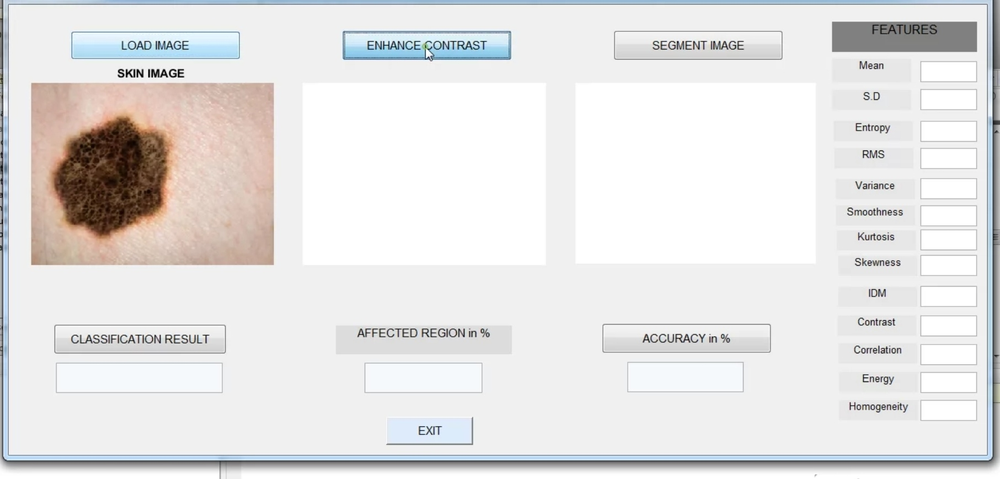 LOAD IMAGE
ENHANCE CONTRAST
SEGMENT IMAGE
SKIN IMAGE
CLASSIFICATION RESULT
AFFECTED REGION in %
ACCURACY in %
EXIT
FEATURES
Mean
S.D
Entropy
RMS
Variance
Smoothness
Kurtosis
Skewness
IDM
Contrast
Correlation
Energy
Homogeneity